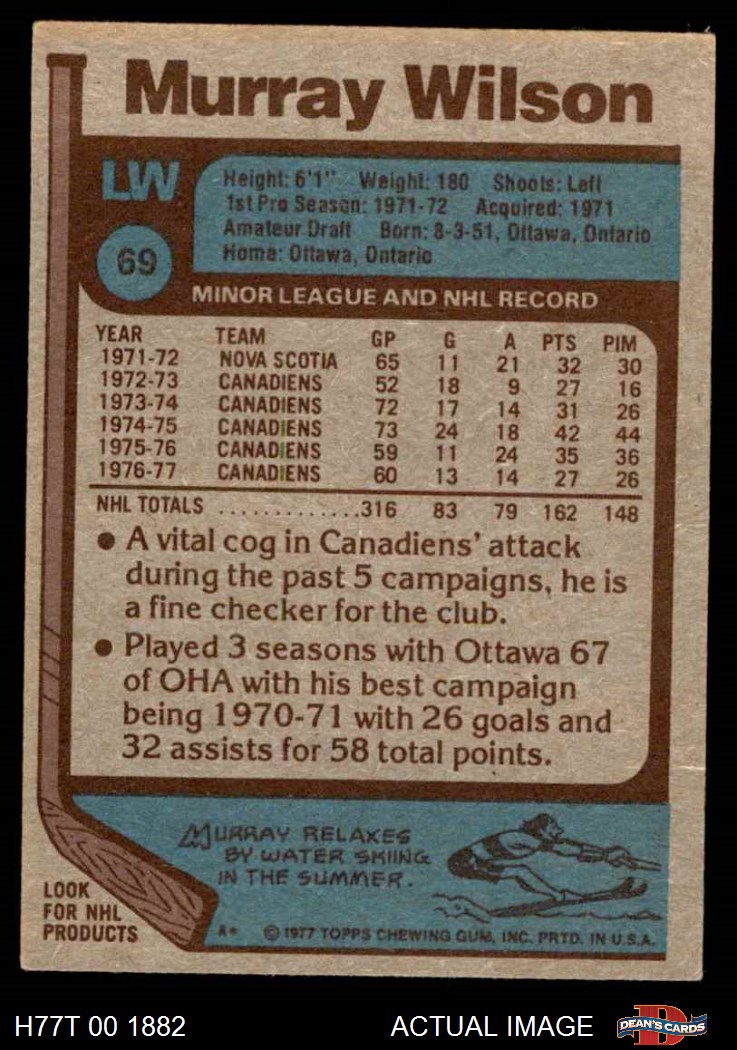 Murray Wilson
LW
69
Height: 6'1" Weight: 180 Shoots: Left
1st Pro Season: 1971-72 Acquired: 1971
Amateur Draft Born: 8-3-51, Ottawa, Ontario
Home: Ottawa, Ontario
MINOR LEAGUE AND NHL RECORD
YEAR TEAM GP G A PTS PIM
1971-72 NOVA SCOTIA 65 11 21 32 30
1972-73 CANADIENS 52 18 9 27 16
1973-74 CANADIENS 72 17 14 31 26
1974-75 CANADIENS 73 24 18 42 44
1975-76 CANADIENS 59 11 24 35 36
1976-77 CANADIENS 60 13 14 27 26
NHL TOTALS .............316 83 79 162 148
• A vital cog in Canadiens' attack
during the past 5 campaigns, he is
a fine checker for the club.
• Played 3 seasons with Ottawa 67
of OHA with his best campaign
being 1970-71 with 26 goals and
32 assists for 58 total points.
MURRAY RELAXES
BY WATER SKIING
IN THE SUMMER.
LOOK
FOR NHL
PRODUCTS
A* © 1977 TOPPS CHEWING GUM, INC. PRTD. IN U.S.A.
H77T 00 1882 ACTUAL IMAGE D DEAN'S CARDS